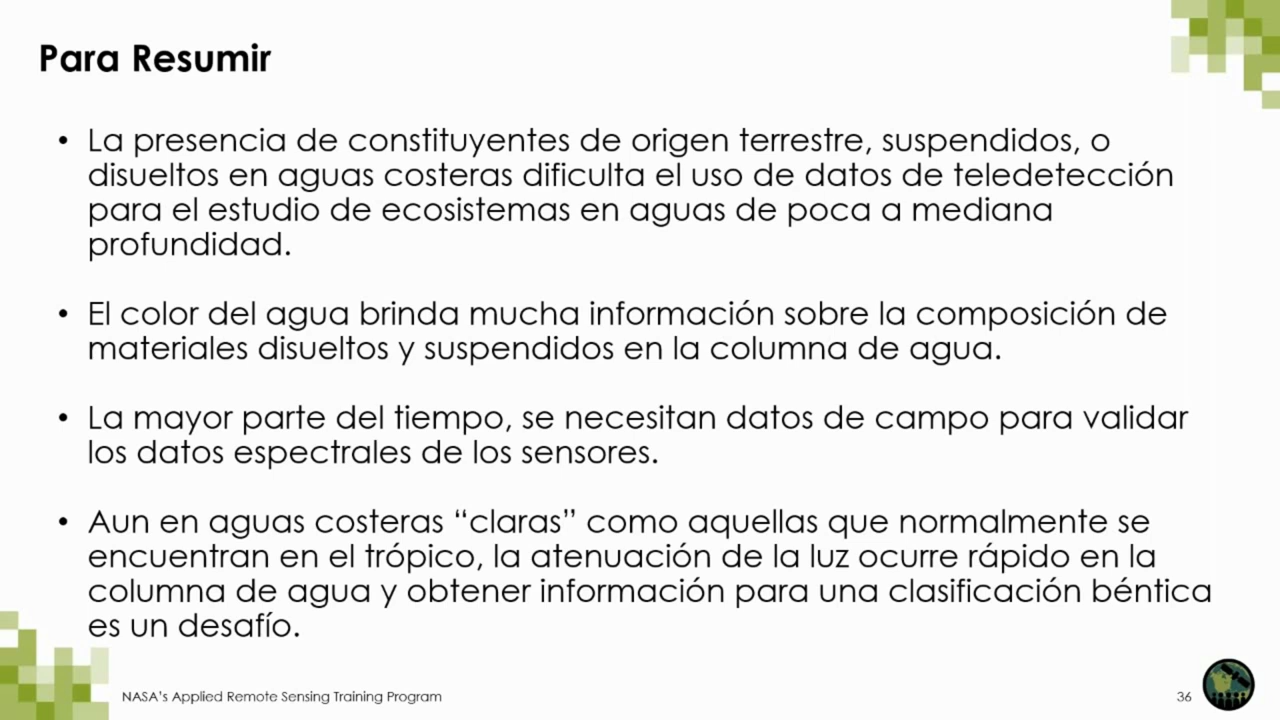 Para Resumir
• La presencia de constituyentes de origen terrestre, suspendidos, o
disueltos en aguas costeras dificulta el uso de datos de teledetección
para el estudio de ecosistemas en aguas de poca a mediana
profundidad.
• El color del agua brinda mucha información sobre la composición de
materiales disueltos y suspendidos en la columna de agua.
• La mayor parte del tiempo, se necesitan datos de campo para validar
los datos espectrales de los sensores.
• Aun en aguas costeras “claras” como aquellas que normalmente se
encuentran en el trópico, la atenuación de la luz ocurre rápido en la
columna de agua y obtener información para una clasificación béntica
es un desafío.
NASA’s Applied Remote Sensing Training Program
36